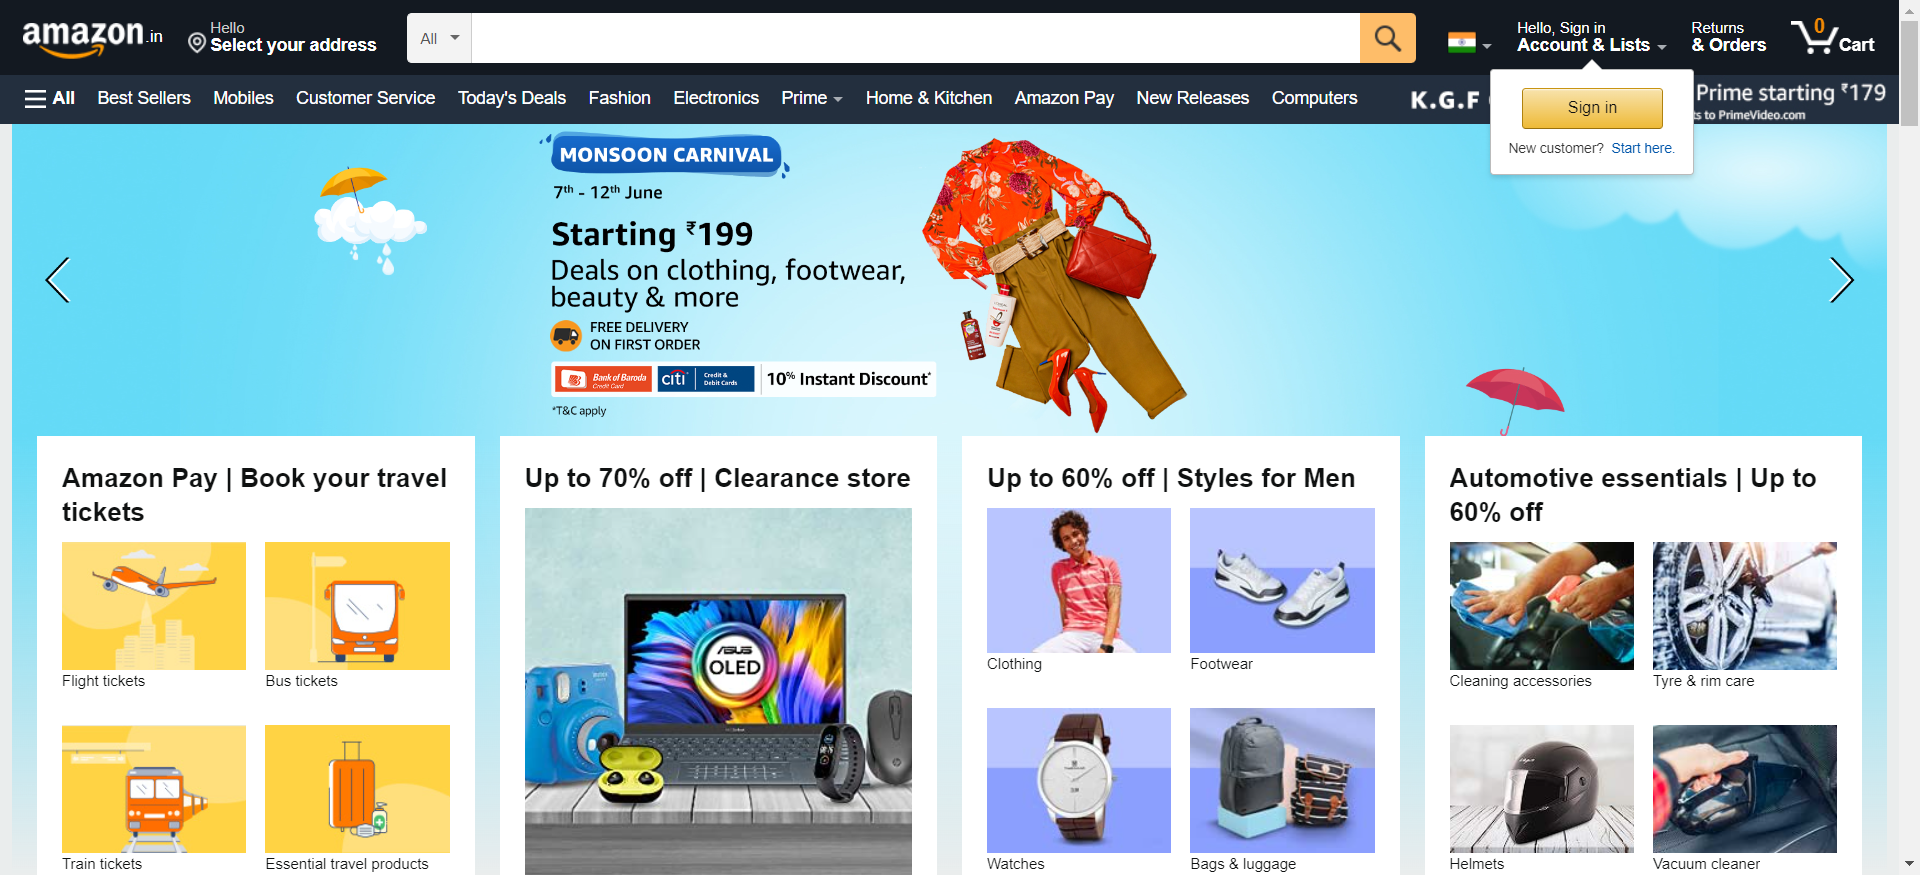 amazon.in
Hello
Select your address
All
Hello, Sign in
Account & Lists
Returns
& Orders
0
Cart
All
Best Sellers
Mobiles
Customer Service
Today's Deals
Fashion
Electronics
Prime
Home & Kitchen
Amazon Pay
New Releases
Computers
K.G.F
Prime starting ₹179
ts to PrimeVideo.com
Sign in
New customer? Start here.
MONSOON CARNIVAL
7th - 12th June
Starting ₹199
Deals on clothing, footwear,
beauty & more
FREE DELIVERY
ON FIRST ORDER
Bank of Baroda
Credit Card
citi
Credit &
Debit Cards
10% Instant Discount*
*T&C apply
Amazon Pay | Book your travel
tickets
Flight tickets
Bus tickets
Train tickets
Essential travel products
Up to 70% off | Clearance store
ASUS
OLED
Up to 60% off | Styles for Men
Clothing
Footwear
Watches
Bags & luggage
Automotive essentials | Up to
60% off
Cleaning accessories
Tyre & rim care
Helmets
Vacuum cleaner